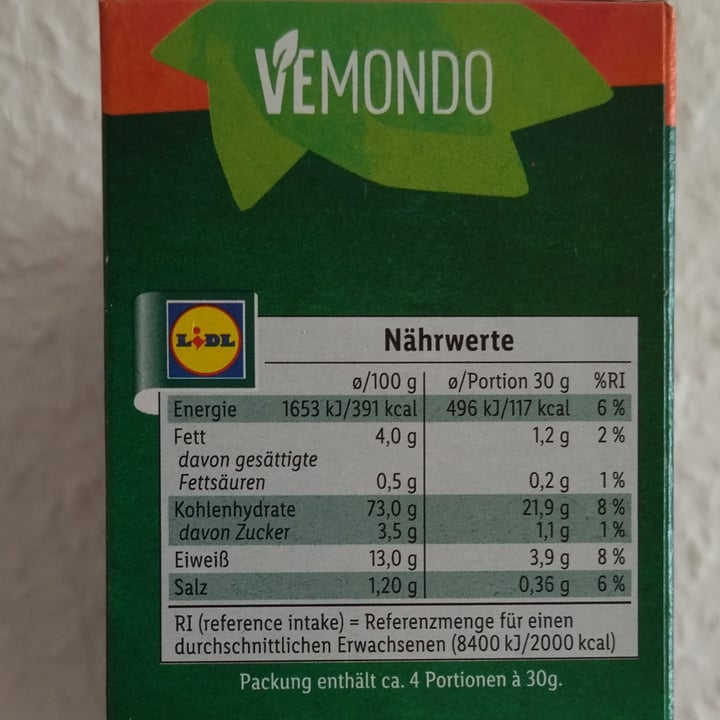 VEMONDO
LIDL
Nährwerte
ø/100 g ø/Portion 30 g %RI
Energie 1653 kJ/391 kcal 496 kJ/117 kcal 6 %
Fett 4,0 g 1,2 g 2 %
davon gesättigte
Fettsäuren 0,5 g 0,2 g 1 %
Kohlenhydrate 73,0 g 21,9 g 8 %
davon Zucker 3,5 g 1,1 g 1 %
Eiweiß 13,0 g 3,9 g 8 %
Salz 1,20 g 0,36 g 6 %
RI (reference intake) = Referenzmenge für einen
durchschnittlichen Erwachsenen (8400 kJ/2000 kcal)
Packung enthält ca. 4 Portionen à 30g.